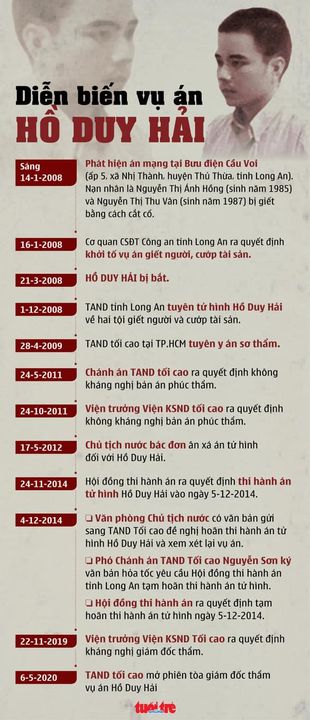 Diễn biến vụ án
HỒ DUY HẢI
Sáng
14-1-2008
Phát hiện án mạng tại Bưu điện Cầu Voi
(ấp 5, xã Nhị Thành, huyện Thủ Thừa, tỉnh Long An).
Nạn nhân là Nguyễn Thị Ánh Hồng (sinh năm 1985)
và Nguyễn Thị Thu Vân (sinh năm 1987) bị giết
bằng cách cắt cổ.
16-1-2008
Cơ quan CSĐT Công an tỉnh Long An ra quyết định
khởi tố vụ án giết người, cướp tài sản.
21-3-2008
HỒ DUY HẢI bị bắt.
1-12-2008
TAND tỉnh Long An tuyên tử hình Hồ Duy Hải
về hai tội giết người và cướp tài sản.
28-4-2009
TAND tối cao tại TP.HCM tuyên y án sơ thẩm.
24-5-2011
Chánh án TAND tối cao ra quyết định không
kháng nghị bản án phúc thẩm.
24-10-2011
Viện trưởng Viện KSND tối cao ra quyết định
không kháng nghị bản án phúc thẩm.
17-5-2012
Chủ tịch nước bác đơn ân xá án tử hình
đối với Hồ Duy Hải.
24-11-2014
Hội đồng thi hành án ra quyết định thi hành án
tử hình Hồ Duy Hải vào ngày 5-12-2014.
4-12-2014
❑ Văn phòng Chủ tịch nước có văn bản gửi
sang TAND Tối cao đề nghị hoãn thi hành án tử
hình Hồ Duy Hải và xem xét lại vụ án.
❑ Phó Chánh án TAND Tối cao Nguyễn Sơn ký
văn bản hỏa tốc yêu cầu Hội đồng thi hành án
tỉnh Long An tạm hoãn thi hành án tử hình.
❑ Hội đồng thi hành án ra quyết định tạm
hoãn thi hành án tử hình ngày 5-12-2014.
22-11-2019
Viện trưởng Viện KSND Tối cao ra quyết định
kháng nghị giám đốc thẩm.
6-5-2020
TAND tối cao mở phiên tòa giám đốc thẩm
vụ án Hồ Duy Hải
tuổi trẻ